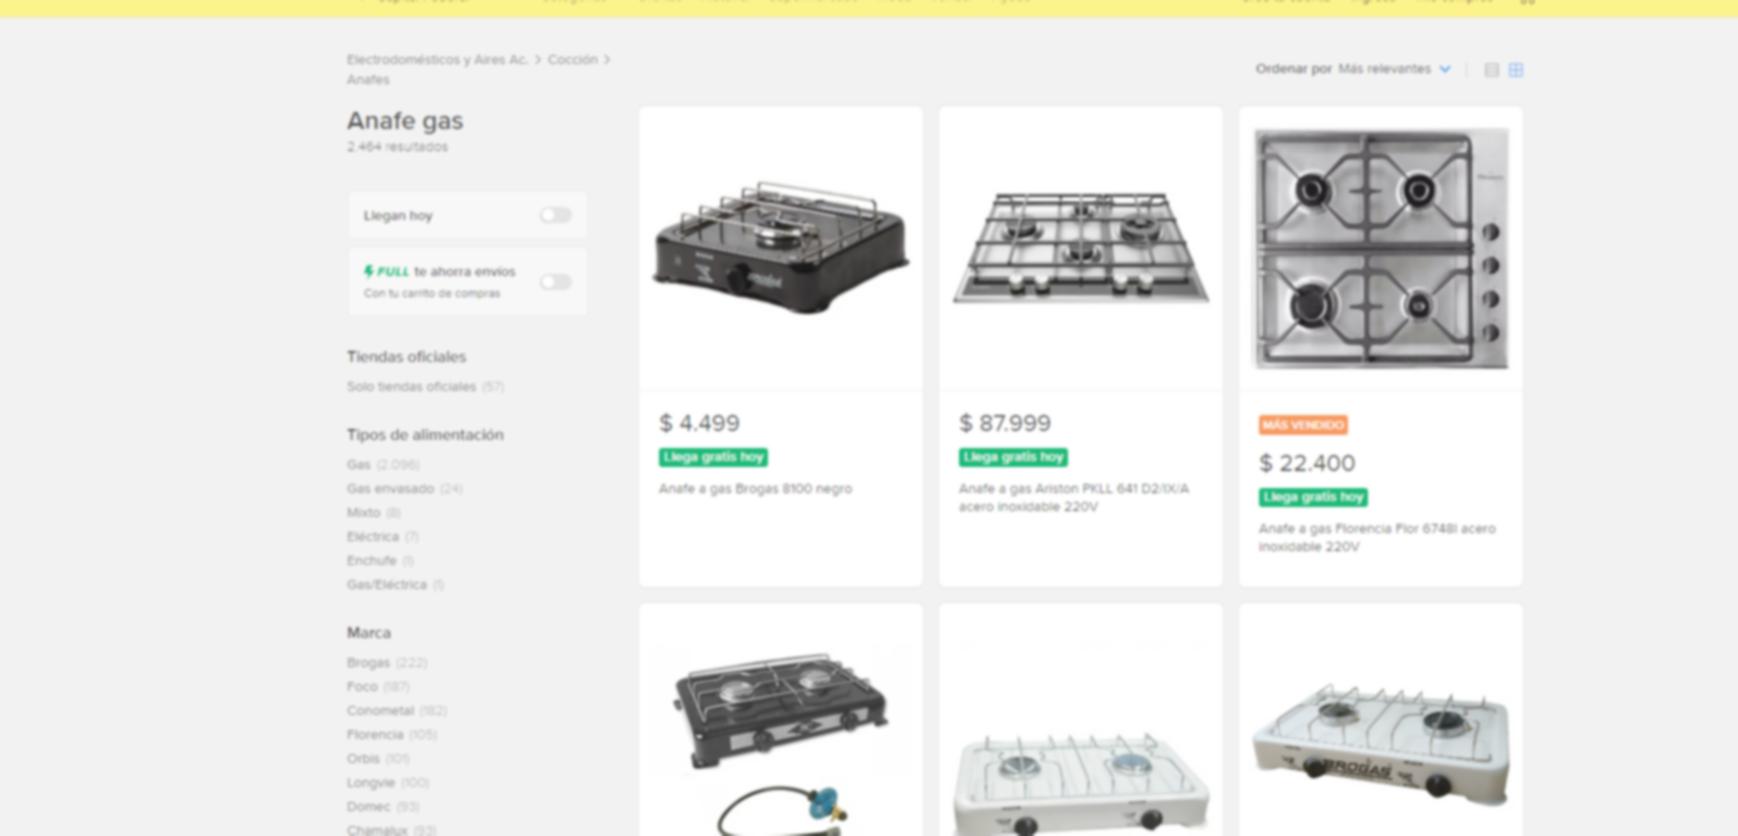 Electrodomésticos y Aires Ac. > Cocción >
Anafes
Anafe gas
2.464 resultados
Llegan hoy
FULL te ahorra envíos
Con tu carrito de compras
Tiendas oficiales
Solo tiendas oficiales (57)
Tipos de alimentación
Gas (2.096)
Gas envasado (24)
Mixto (8)
Eléctrica (7)
Enchufe (1)
Gas/Eléctrica (1)
Marca
Brogas (222)
Foco (187)
Conometal (182)
Florencia (105)
Orbis (101)
Longvie (100)
Domec (93)
Chamalux (93)
Ordenar por Más relevantes
$ 4.499
Llega gratis hoy
Anafe a gas Brogas 8100 negro
$ 87.999
Llega gratis hoy
Anafe a gas Ariston PKLL 641 D2/IX/A
acero inoxidable 220V
MÁS VENDIDO
$ 22.400
Llega gratis hoy
Anafe a gas Florencia Flor 6748I acero
inoxidable 220V
BROGAS